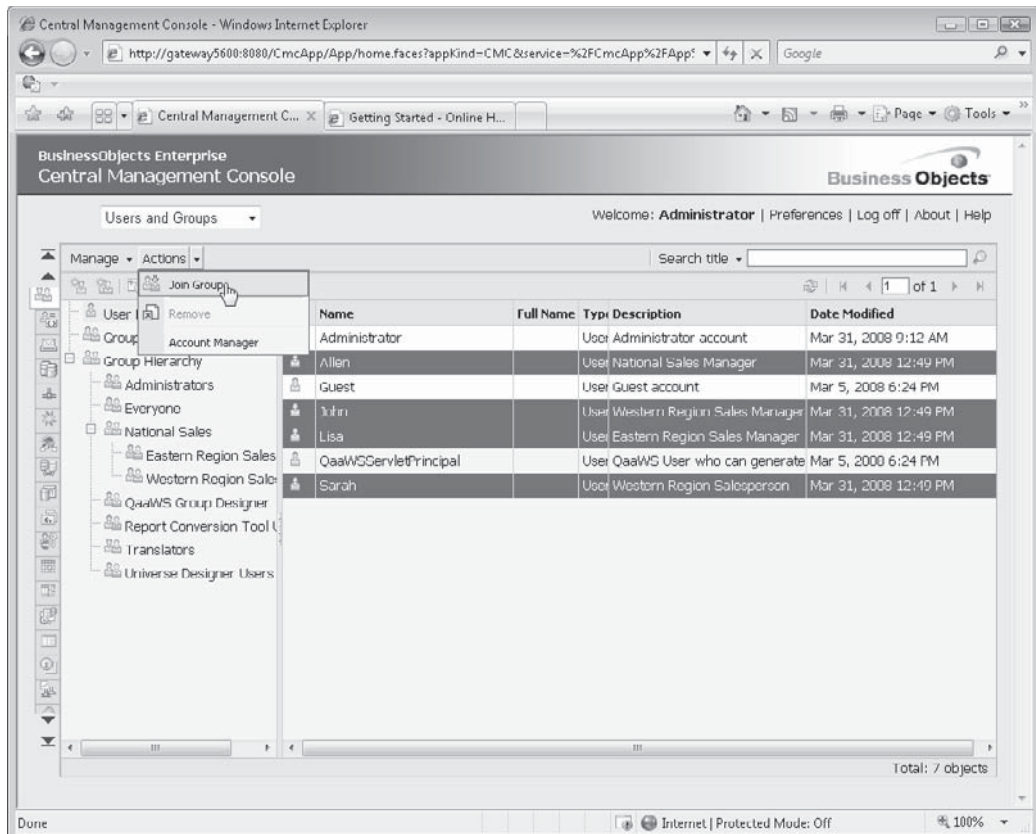 Central Management Console - Windows Internet Explorer
http://gateway5600:8080/CmcApp/App/home.faces?appKind=CMC&service=%2FCmcApp%2FApp
Google
Central Management C...
Getting Started - Online H...
Page
Tools
BusinessObjects Enterprise
Central Management Console
Business Objects
Users and Groups
Welcome: Administrator | Preferences | Log off | About | Help
Manage
Actions
Search title
Join Group
1 of 1
User
Remove
Name Full Name Type Description Date Modified
Group
Account Manager
Administrator User Administrator account Mar 31, 2008 9:12 AM
Group Hierarchy
Allen User National Sales Manager Mar 31, 2008 12:49 PM
Administrators
Guest User Guest account Mar 5, 2008 6:24 PM
Everyone
John User Western Region Sales Manager Mar 31, 2008 12:49 PM
National Sales
Lisa User Eastern Region Sales Manager Mar 31, 2008 12:49 PM
Eastern Region Sales
QaaWSServletPrincipal User QaaWS User who can generate Mar 5, 2008 6:24 PM
Western Region Sale
Sarah User Western Region Salesperson Mar 31, 2008 12:49 PM
QaaWS Group Designer
Report Conversion Tool U
Translators
Universe Designer Users
Total: 7 objects
Done
Internet | Protected Mode: Off
100%